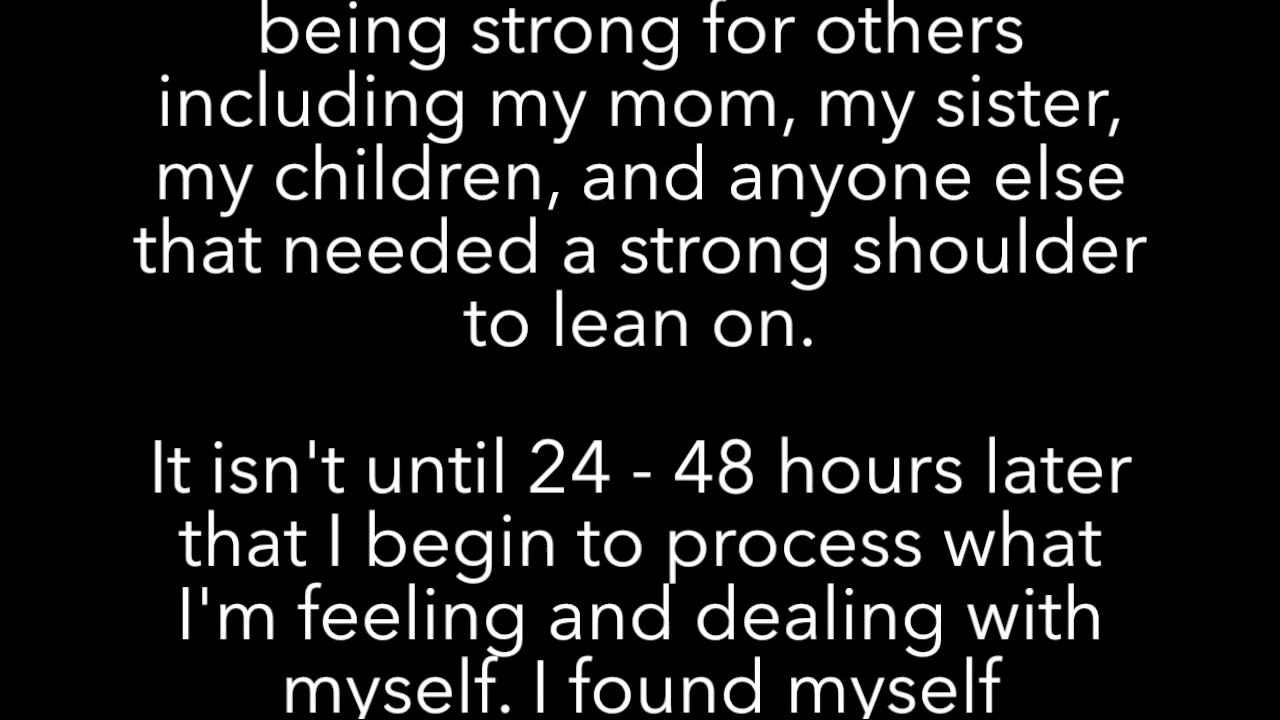 being strong for others
including my mom, my sister,
my children, and anyone else
that needed a strong shoulder
to lean on.
It isn't until 24 - 48 hours later
that I begin to process what
I'm feeling and dealing with
myself. I found myself